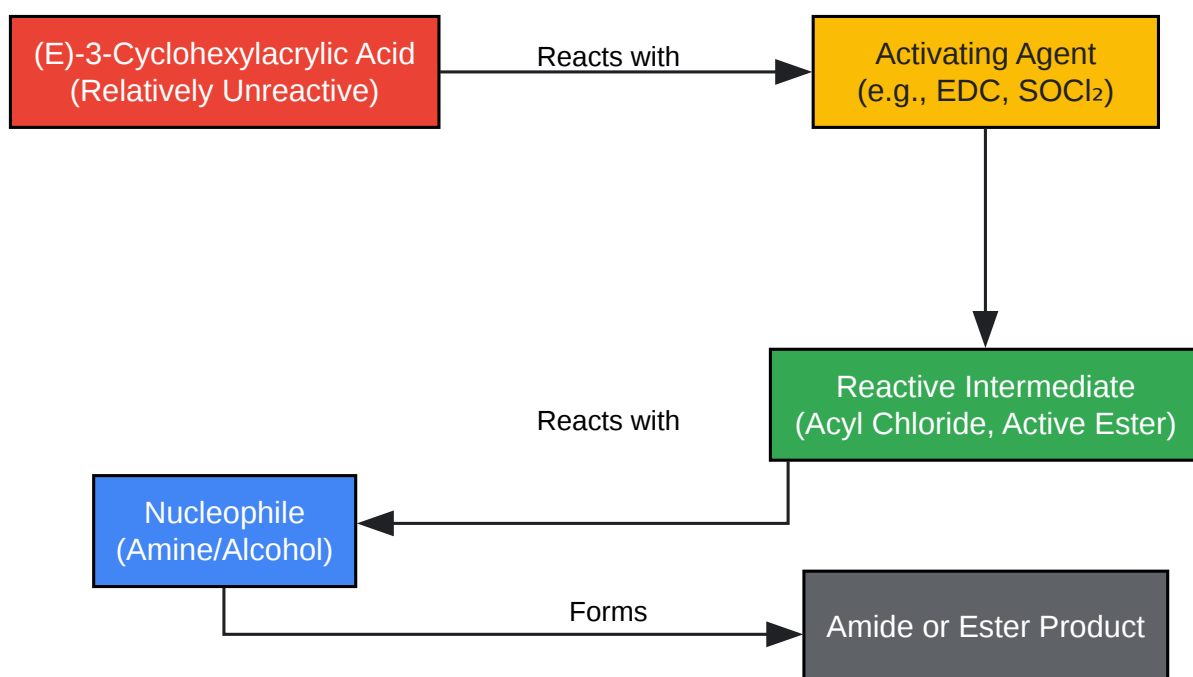 (E)-3-Cyclohexylacrylic Acid
(Relatively Unreactive)
Reacts with
Activating Agent
(e.g., EDC, SOCl₂)
Reactive Intermediate
(Acyl Chloride, Active Ester)
Reacts with
Nucleophile
(Amine/Alcohol)
Forms
Amide or Ester Product